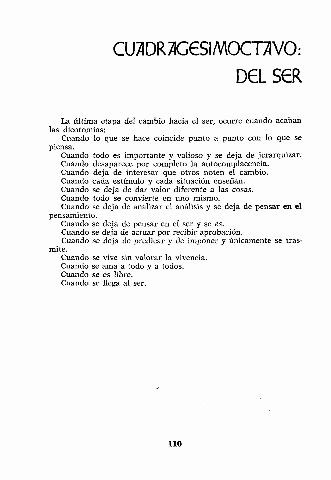 CUADRAGESIMOCTAVO:
DEL SER
La última etapa del cambio hacia el ser, ocurre cuando acaban
las dicotomías:
Cuando lo que se hace coincide punto a punto con lo que se
piensa.
Cuando todo es importante y valioso y se deja de jerarquizar.
Cuando desaparece por completo la autocomplacencia.
Cuando deja de interesar que otros noten el cambio.
Cuando cada estímulo y cada situación enseñan.
Cuando se deja de dar valor diferente a las cosas.
Cuando todo se convierte en uno mismo.
Cuando se deja de analizar el análisis y se deja de pensar en el
pensamiento.
Cuando se deja de pensar en el ser y se es.
Cuando se deja de actuar por recibir aprobación.
Cuando se deja de predicar y de imponer y únicamente se tras-
mite.
Cuando se vive sin valorar la vivencia.
Cuando se ama a todo y a todos.
Cuando se es libre.
Cuando se llega al ser.
110